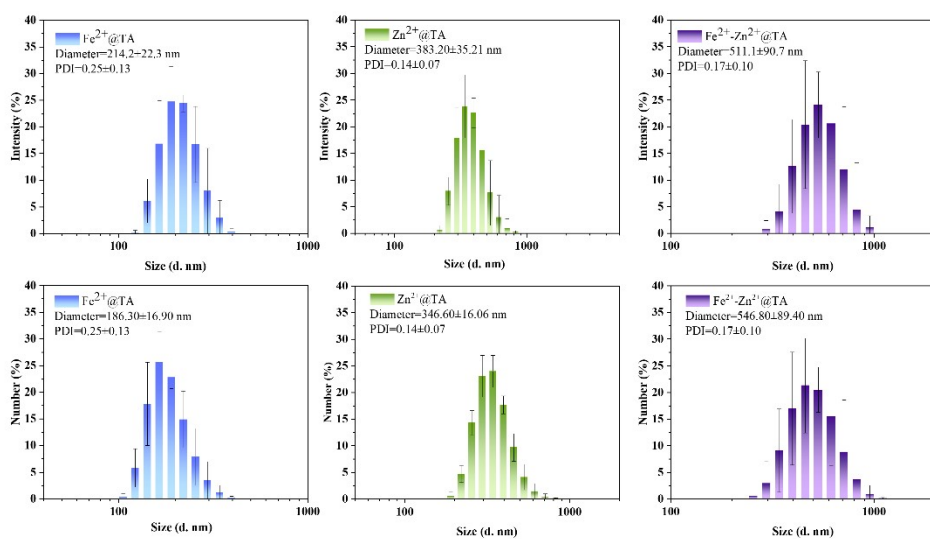 Fe²⁺@TA
Diameter=214.2±22.3 nm
PDI=0.25±0.13
Intensity (%)
40
35
30
25
20
15
10
5
0
100
1000
Size (d. nm)
Zn²⁺@TA
Diameter=383.20±35.21 nm
PDI=0.14±0.07
Intensity (%)
40
35
30
25
20
15
10
5
0
100
1000
Size (d. nm)
Fe²⁺-Zn²⁺@TA
Diameter=511.1±90.7 nm
PDI=0.17±0.10
Intensity (%)
40
35
30
25
20
15
10
5
0
100
1000
Size (d. nm)
Fe²⁺@TA
Diameter=186.30±16.90 nm
PDI=0.25±0.13
Number (%)
40
35
30
25
20
15
10
5
0
100
1000
Size (d. nm)
Zn²⁺@TA
Diameter=346.60±16.06 nm
PDI=0.14±0.07
Number (%)
40
35
30
25
20
15
10
5
0
100
1000
Size (d. nm)
Fe²⁺-Zn²⁺@TA
Diameter=546.80±89.40 nm
PDI=0.17±0.10
Number (%)
40
35
30
25
20
15
10
5
0
100
1000
Size (d. nm)